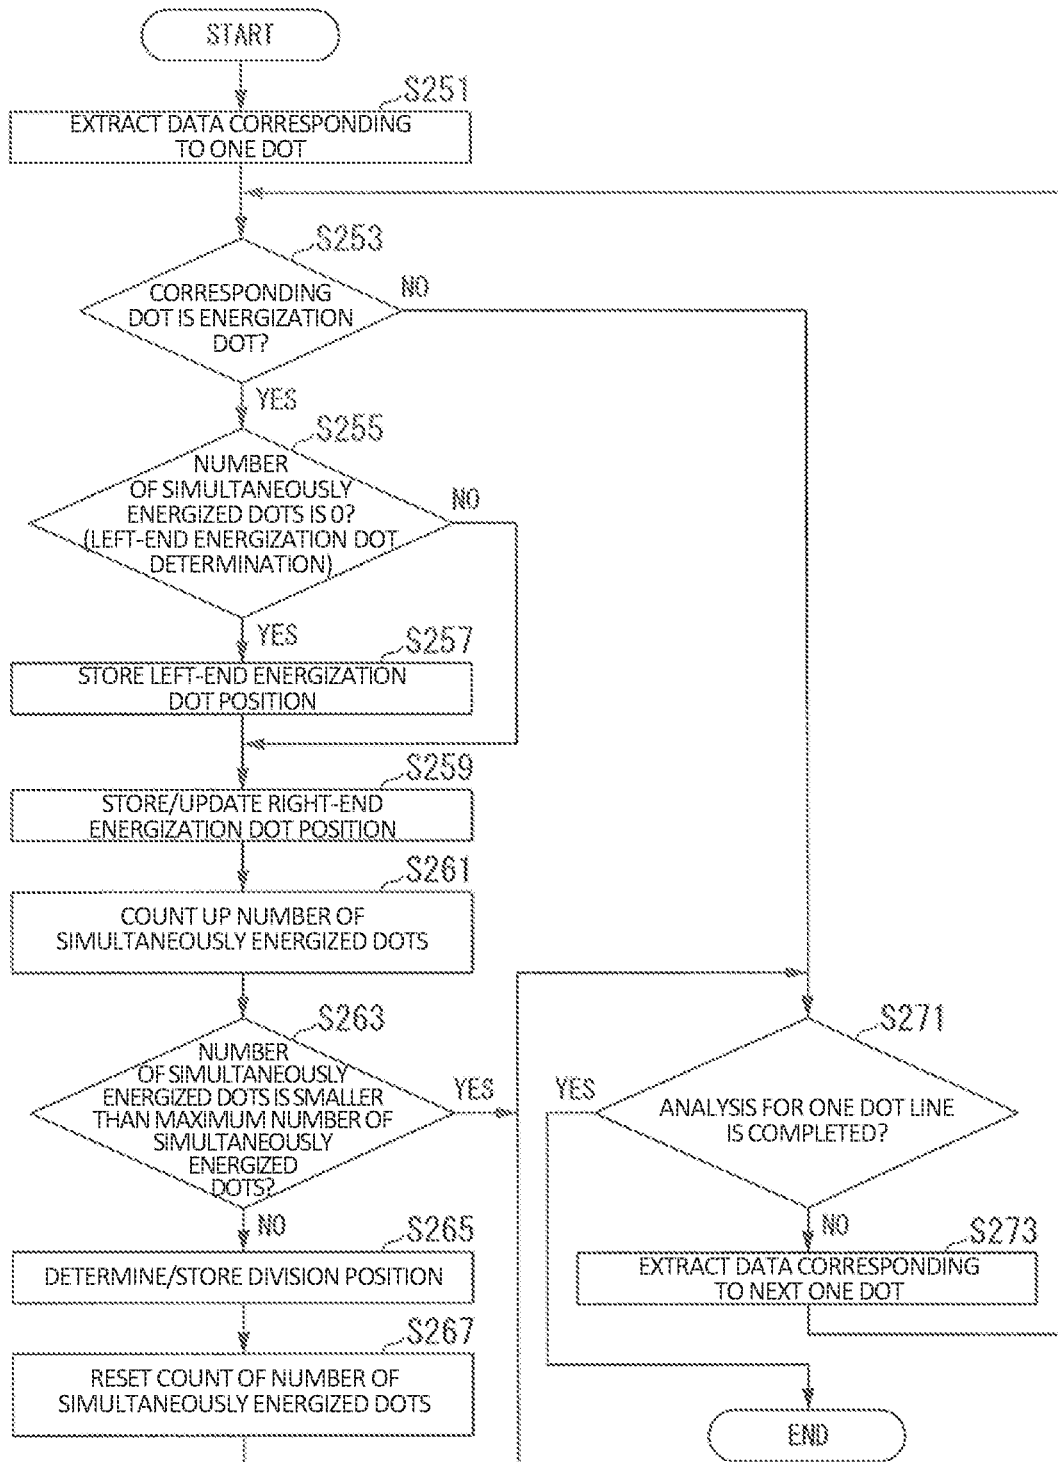 START
S251
EXTRACT DATA CORRESPONDING
TO ONE DOT
S253
CORRESPONDING
DOT IS ENERGIZATION
DOT?
NO
YES
S255
NUMBER
OF SIMULTANEOUSLY
ENERGIZED DOTS IS 0?
(LEFT-END ENERGIZATION DOT
DETERMINATION)
NO
YES
S257
STORE LEFT-END ENERGIZATION
DOT POSITION
S259
STORE/UPDATE RIGHT-END
ENERGIZATION DOT POSITION
S261
COUNT UP NUMBER OF
SIMULTANEOUSLY ENERGIZED DOTS
S263
NUMBER
OF SIMULTANEOUSLY
ENERGIZED DOTS IS SMALLER
THAN MAXIMUM NUMBER OF
SIMULTANEOUSLY
ENERGIZED
DOTS?
YES
NO
S265
DETERMINE/STORE DIVISION POSITION
S267
RESET COUNT OF NUMBER OF
SIMULTANEOUSLY ENERGIZED DOTS
S271
YES
ANALYSIS FOR ONE DOT LINE
IS COMPLETED?
NO
S273
EXTRACT DATA CORRESPONDING
TO NEXT ONE DOT
END